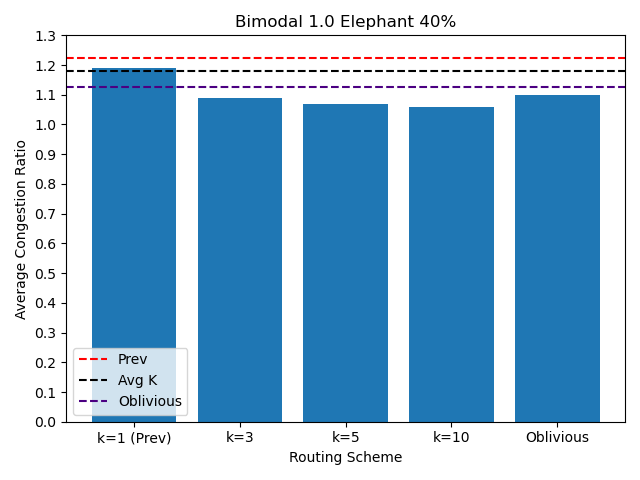 Bimodal 1.0 Elephant 40%
Average Congestion Ratio
1.3
1.2
1.1
1.0
0.9
0.8
0.7
0.6
0.5
0.4
0.3
0.2
0.1
0.0
Prev
Avg K
Oblivious
k=1 (Prev) k=3 k=5 k=10 Oblivious
Routing Scheme